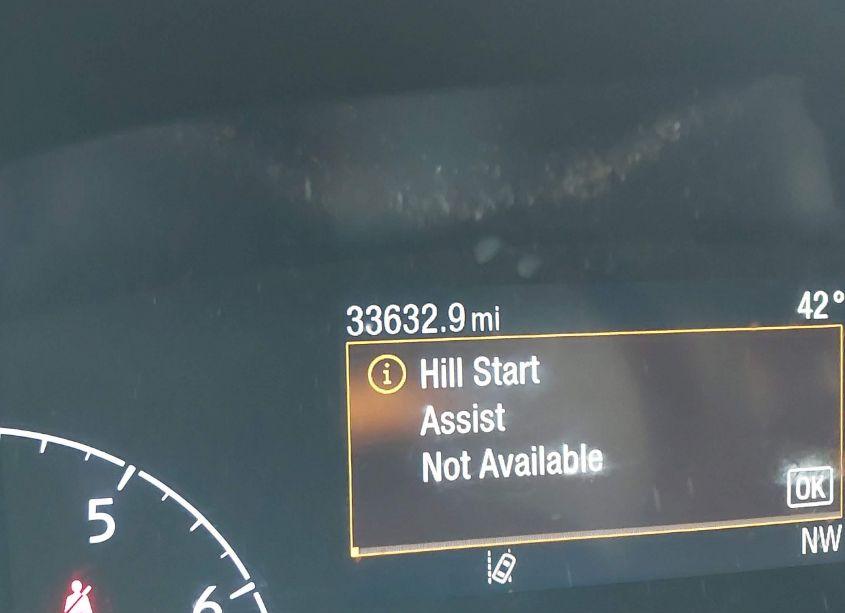 33632.9 mi 42°
Hill Start
Assist
Not Available
OK
NW
5
6